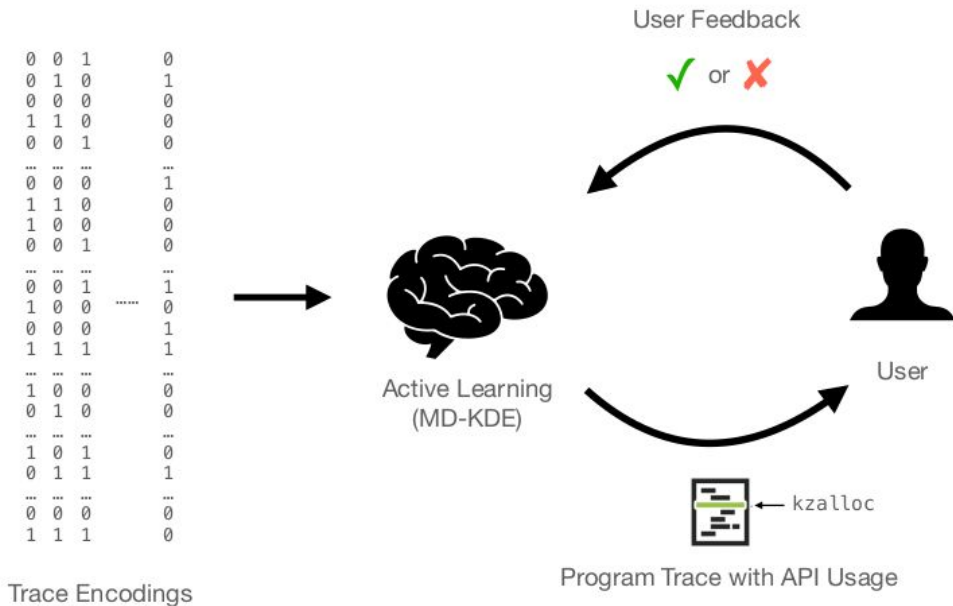 User Feedback
✓ or ✗
0 0 1 0
0 1 0 1
0 0 0 0
1 1 0 0
0 0 1 0
… … … …
0 0 0 1
1 1 0 0
1 0 0 0
0 0 1 0
… … … …
0 0 1 1
……
1 0 0 0
0 0 0 1
1 1 1 1
… … … …
1 0 0 0
0 1 0 0
… … … …
1 0 1 0
0 1 1 1
… … … …
0 0 0 0
1 1 1 0
Trace Encodings
Active Learning
(MD-KDE)
User
kzalloc
Program Trace with API Usage